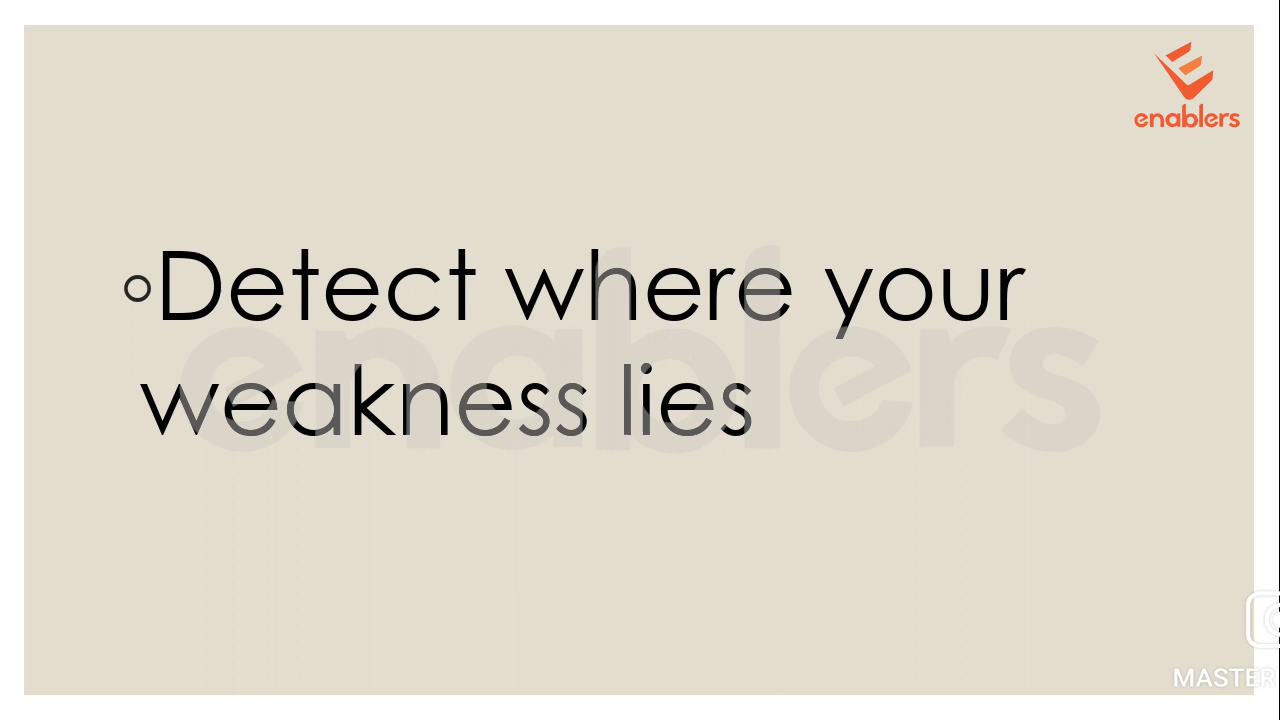 enablers
◦Detect where your
weakness lies
enablers
MASTER